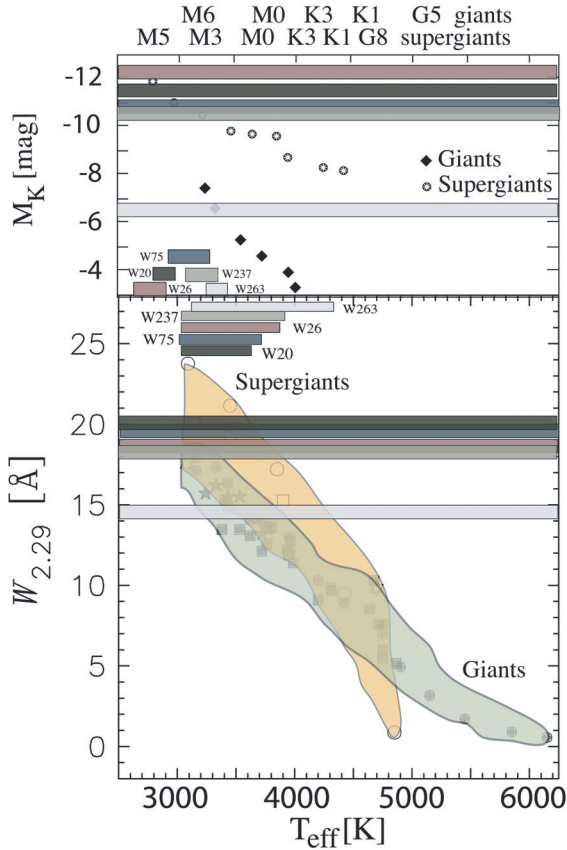 M6 M0 K3 K1 G5 giants
M5 M3 M0 K3 K1 G8 supergiants
-12
-10
-8
-6
-4
M_K [mag]
Giants
Supergiants
W75
W20
W237
W26
W263
W263
W237
W26
W75
W20
Supergiants
25
20
15
10
5
0
W_2.29 [Å]
Giants
3000 4000 5000 6000
T_eff [K]